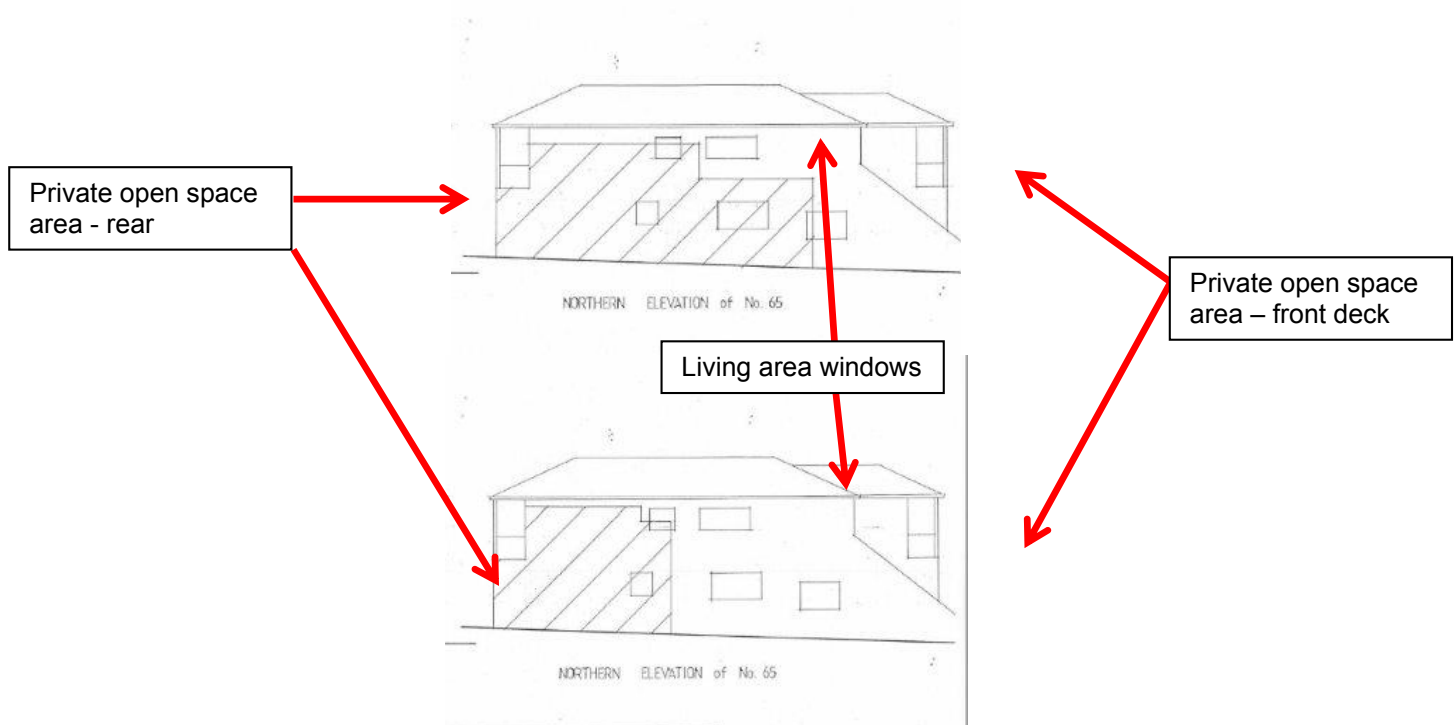 Private open space
area - rear
NORTHERN ELEVATION of No. 65
Living area windows
Private open space
area – front deck
NORTHERN ELEVATION of No. 65